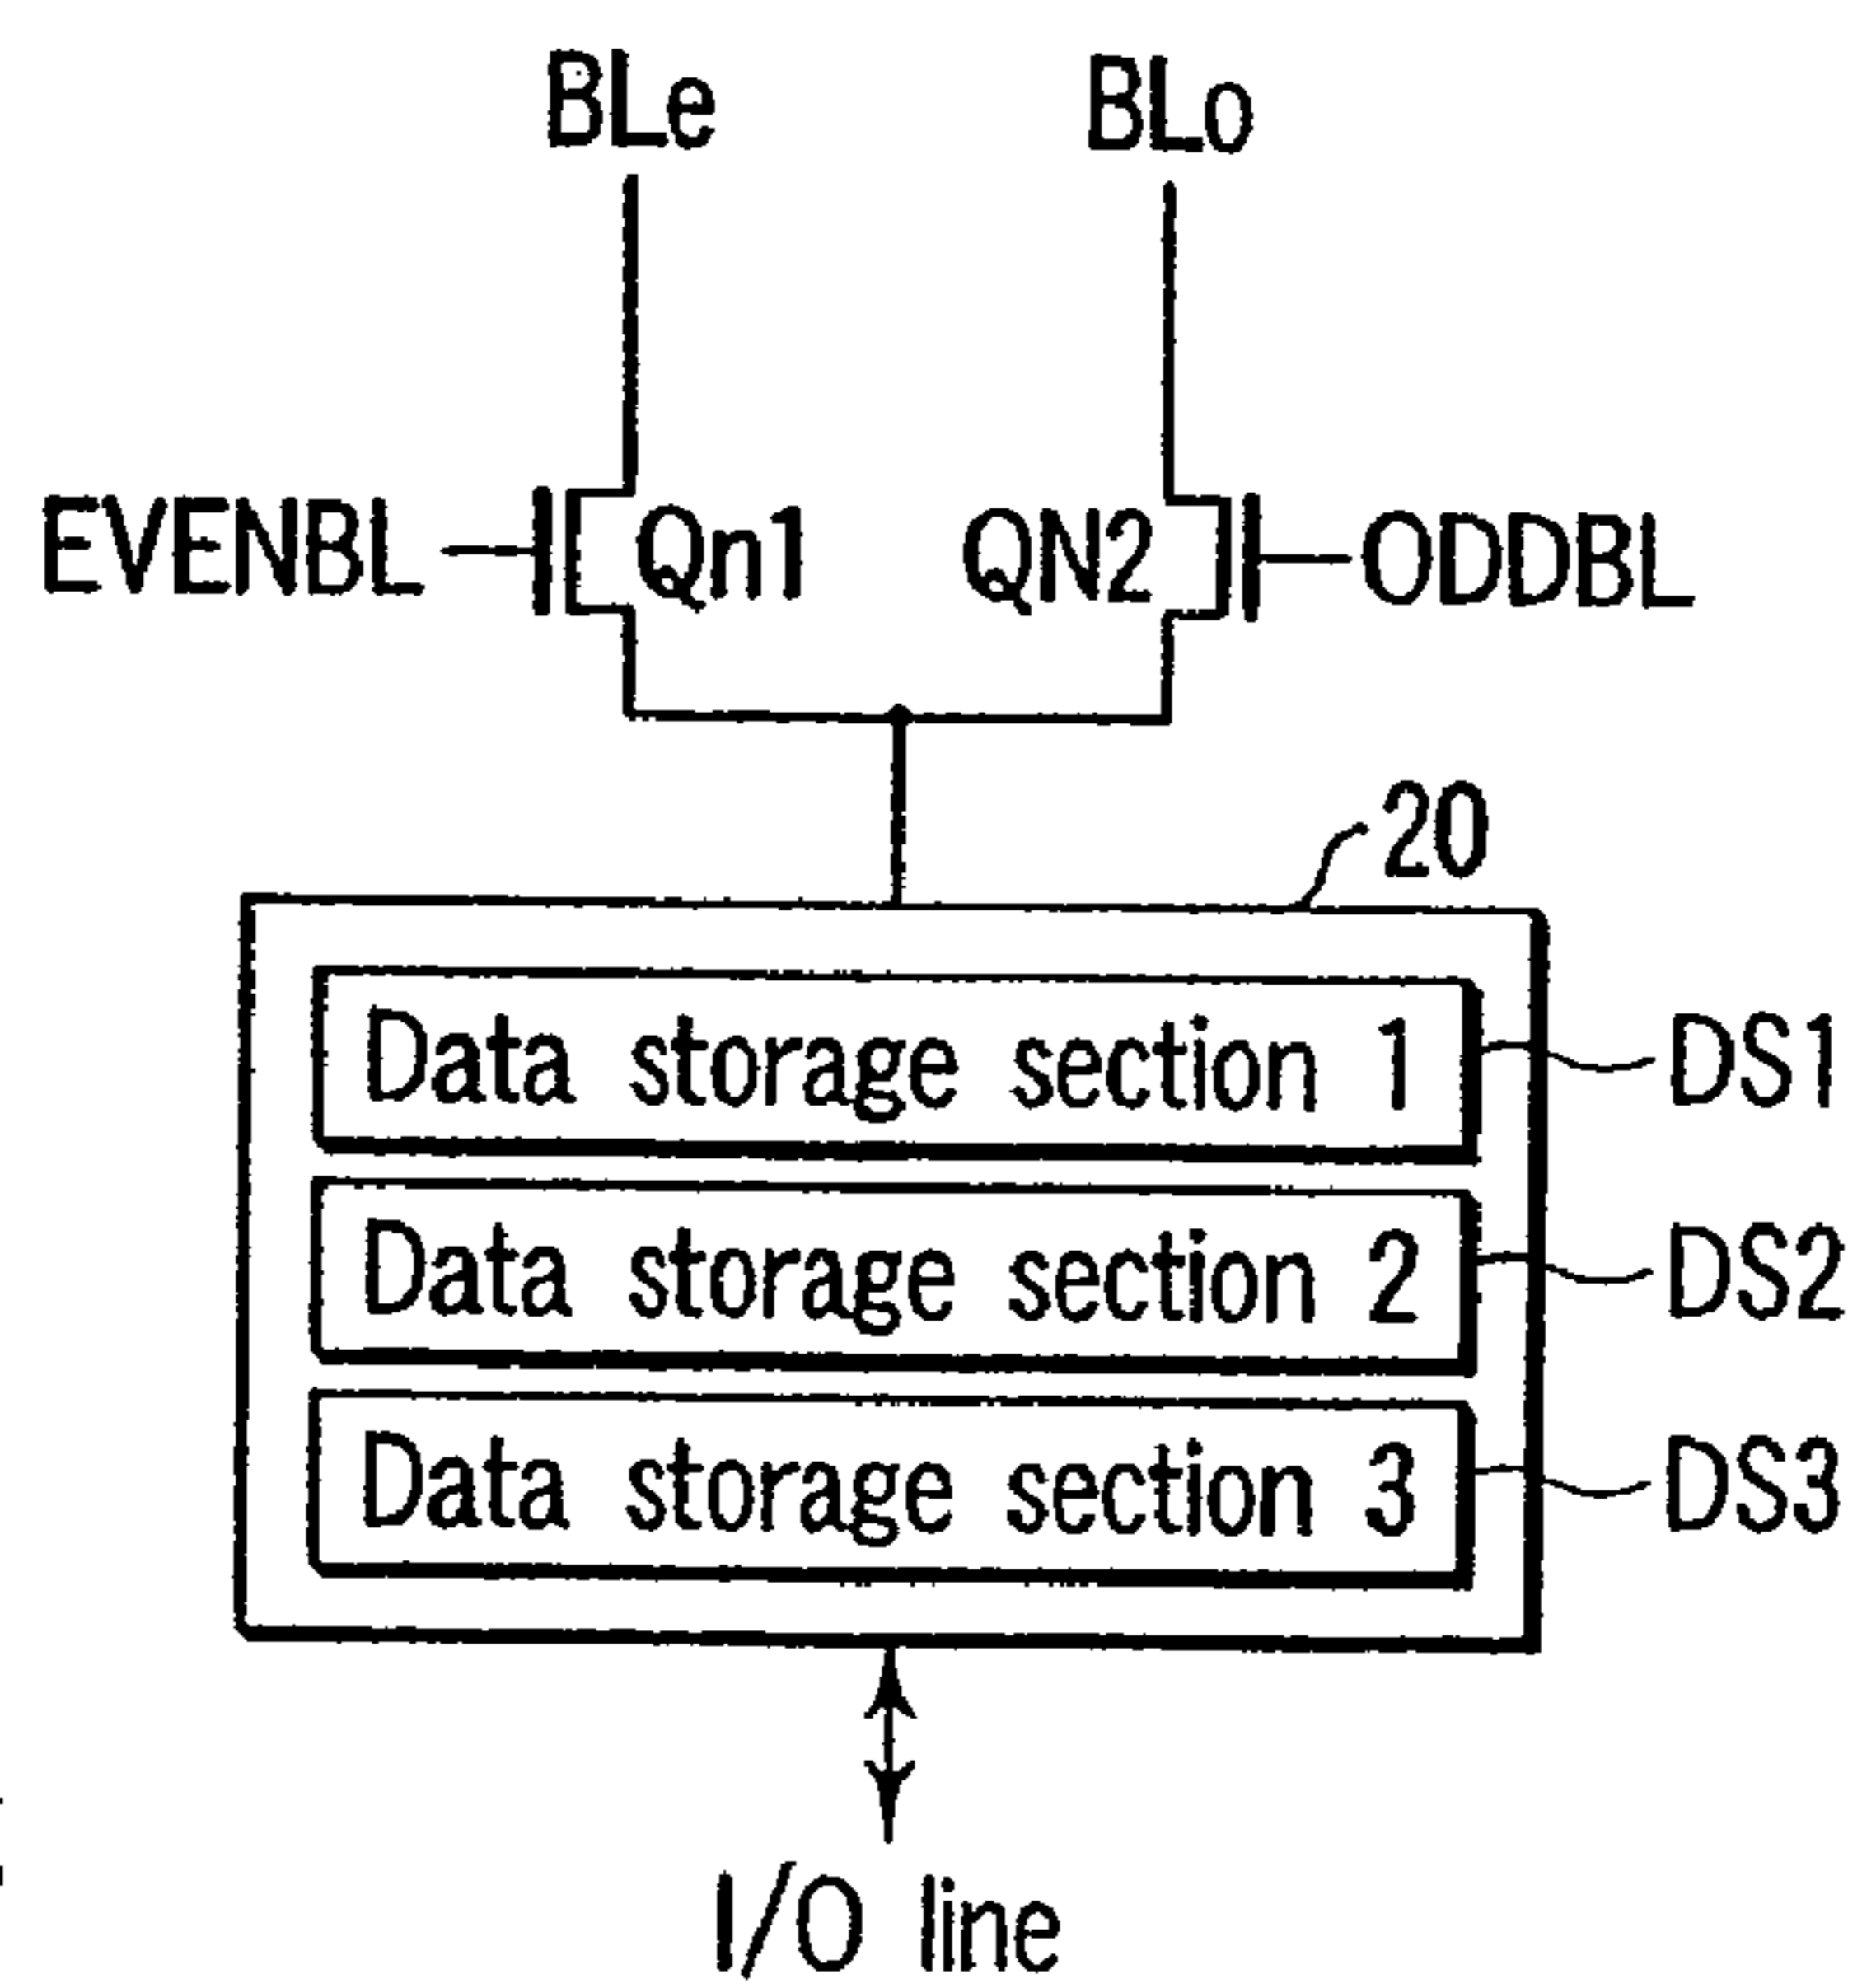 BLe
BLo
EVENBL
Qn1
QN2
ODDBL
20
Data storage section 1
DS1
Data storage section 2
DS2
Data storage section 3
DS3
I/O line